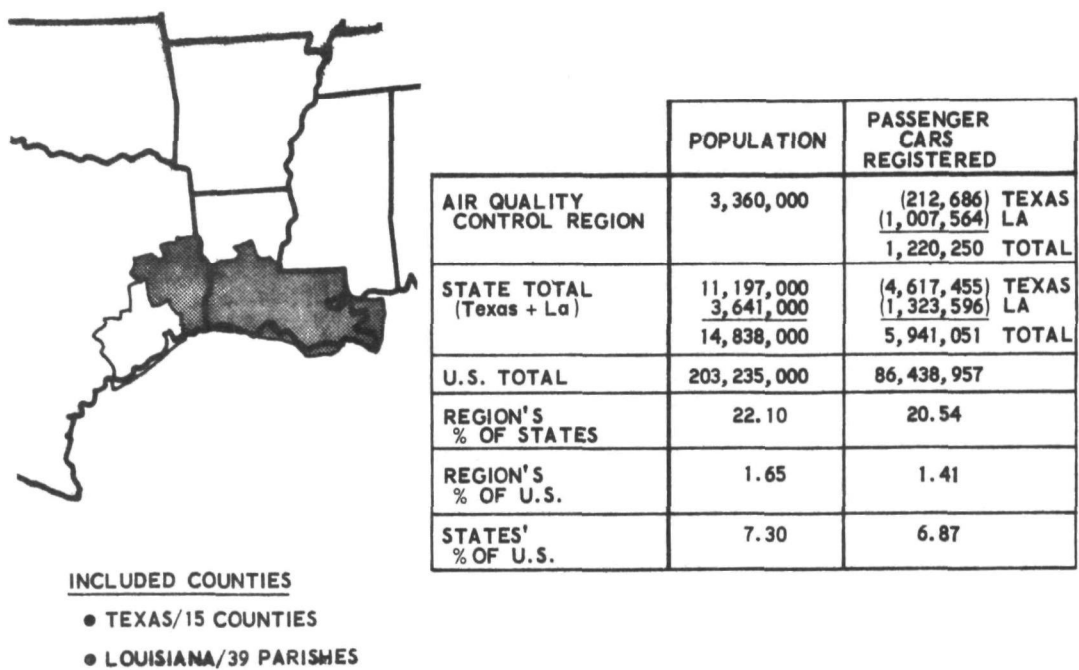 POPULATION
PASSENGER
CARS
REGISTERED
AIR QUALITY
CONTROL REGION
3,360,000
(212,686) TEXAS
(1,007,564) LA
1,220,250 TOTAL
STATE TOTAL
(Texas + La)
11,197,000
3,641,000
14,838,000
(4,617,455) TEXAS
(1,323,596) LA
5,941,051 TOTAL
U.S. TOTAL
203,235,000
86,438,957
REGION'S
% OF STATES
22.10
20.54
REGION'S
% OF U.S.
1.65
1.41
STATES'
% OF U.S.
7.30
6.87
INCLUDED COUNTIES
• TEXAS/15 COUNTIES
• LOUISIANA/39 PARISHES